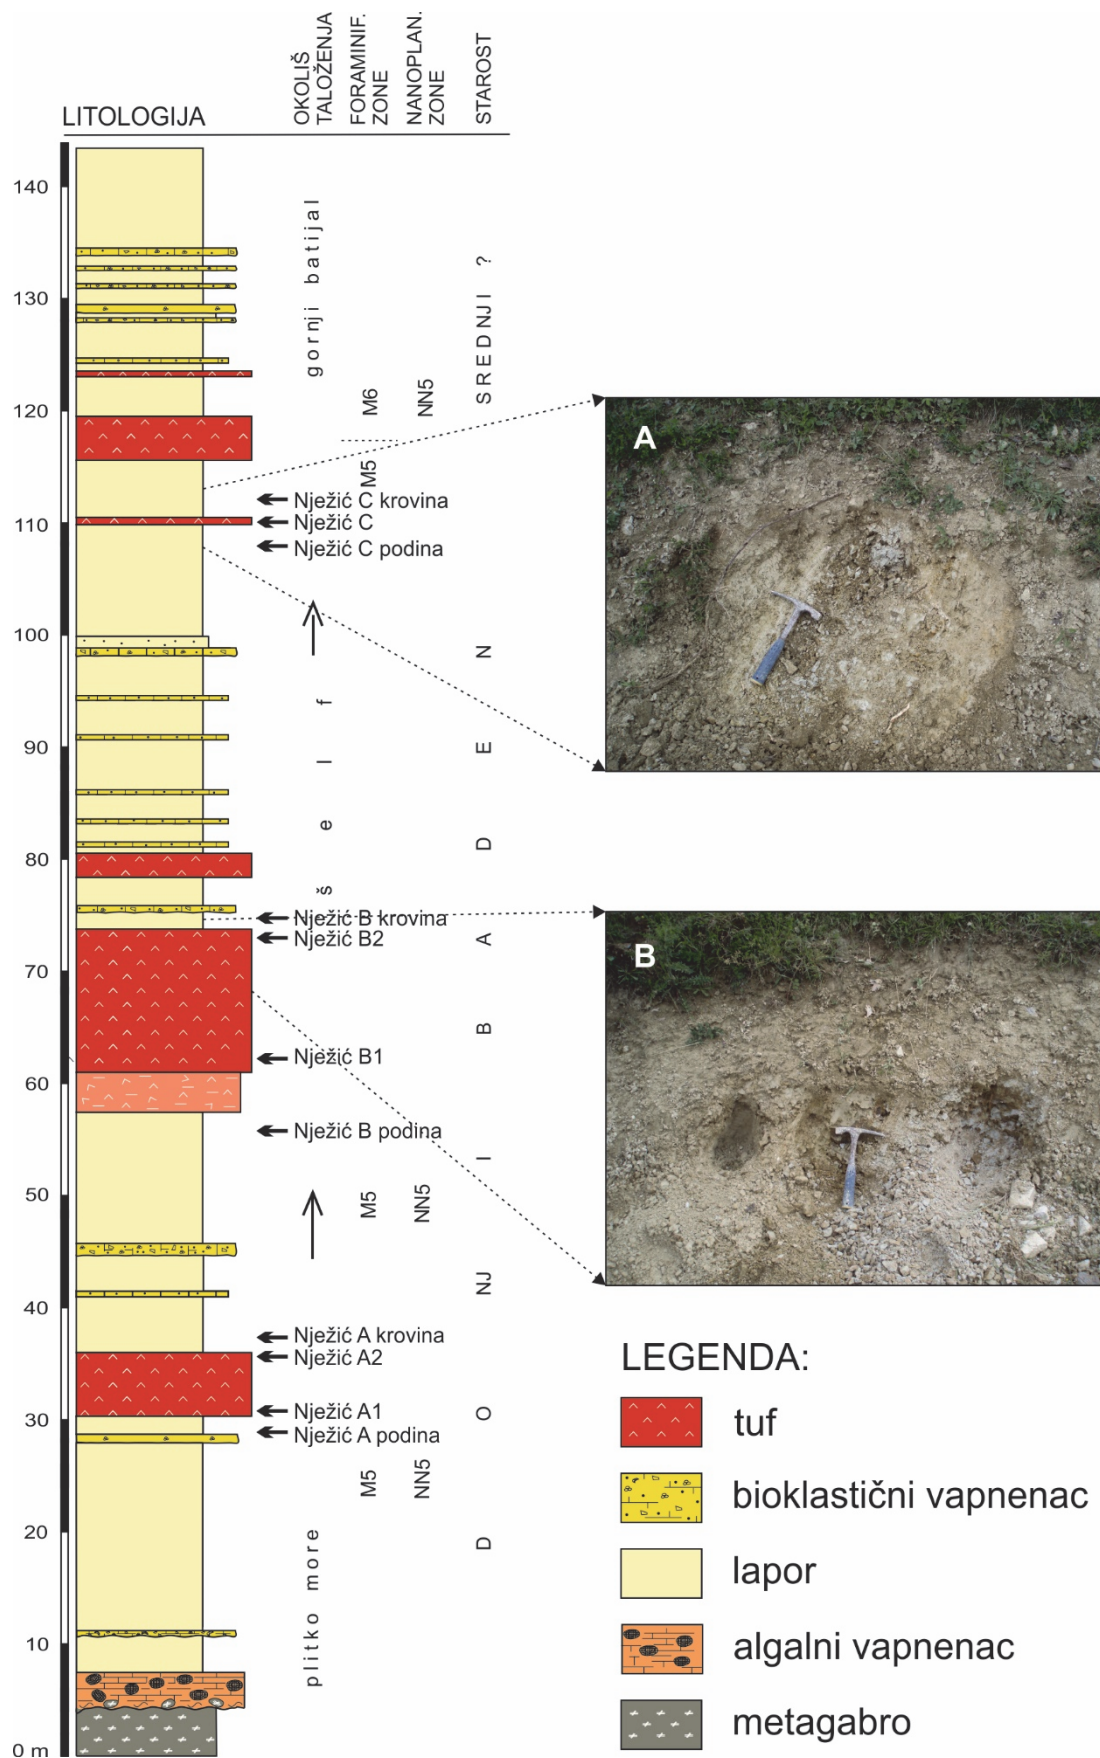 LITOLOGIJA
OKOLIŠ
TALOŽENJA
FORAMINIF.
ZONE
NANOPLAN.
ZONE
STAROST
140
130
120
110
100
90
80
70
60
50
40
30
20
10
0 m
gornji batijal
šelf
plitko more
M6
NN5
M5
M5
NN5
M5
NN5
SREDNJI ?
DONJI BADEN
Nježić C krovina
Nježić C
Nježić C podina
Nježić B krovina
Nježić B2
Nježić B1
Nježić B podina
Nježić A krovina
Nježić A2
Nježić A1
Nježić A podina
A
B
LEGENDA:
tuf
bioklastični vapnenac
lapor
algalni vapnenac
metagabro